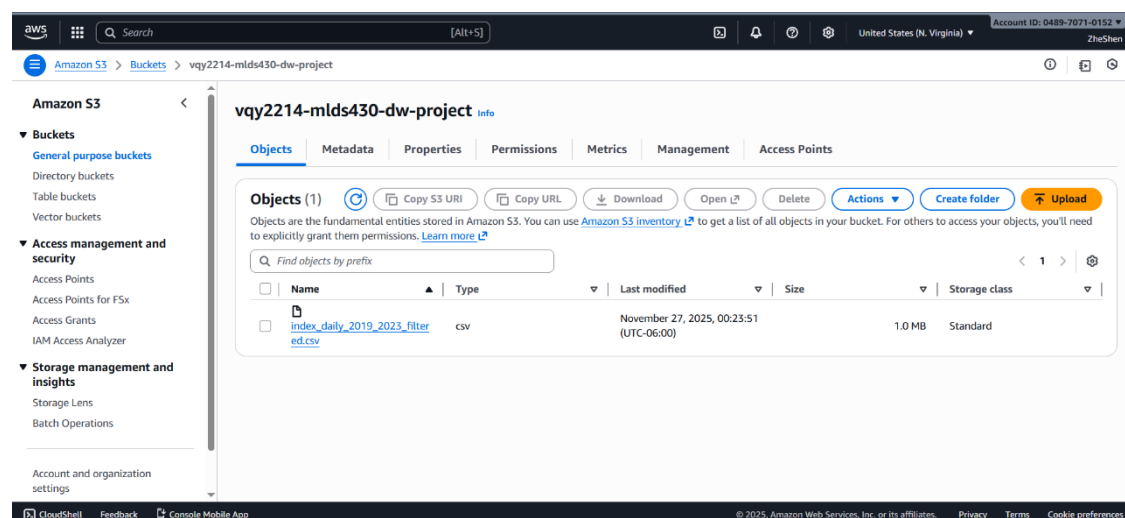 aws
Search [Alt+S]
United States (N. Virginia) ▼
Account ID: 0489-7071-0152 ▼
ZheShen
Amazon S3 > Buckets > vqy2214-mlds430-dw-project
Amazon S3
Buckets
General purpose buckets
Directory buckets
Table buckets
Vector buckets
Access management and
security
Access Points
Access Points for FSx
Access Grants
IAM Access Analyzer
Storage management and
insights
Storage Lens
Batch Operations
Account and organization
settings
vqy2214-mlds430-dw-project Info
Objects Metadata Properties Permissions Metrics Management Access Points
Objects (1) Copy S3 URI Copy URL Download Open Delete Actions ▼ Create folder Upload
Objects are the fundamental entities stored in Amazon S3. You can use Amazon S3 inventory to get a list of all objects in your bucket. For others to access your objects, you'll need
to explicitly grant them permissions. Learn more
Find objects by prefix
< 1 >
Name Type Last modified Size Storage class
index_daily_2019_2023_filter
ed.csv
csv
November 27, 2025, 00:23:51
(UTC-06:00)
1.0 MB
Standard
CloudShell Feedback Console Mobile App © 2025, Amazon Web Services, Inc. or its affiliates. Privacy Terms Cookie preferences